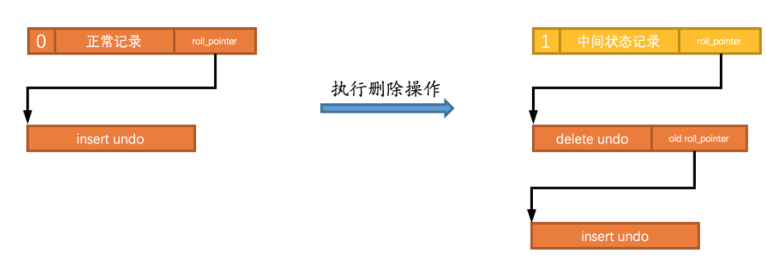 0 正常记录 roll_pointer
insert undo
执行删除操作
1 中间状态记录 roll_pointer
delete undo old roll_pointer
insert undo